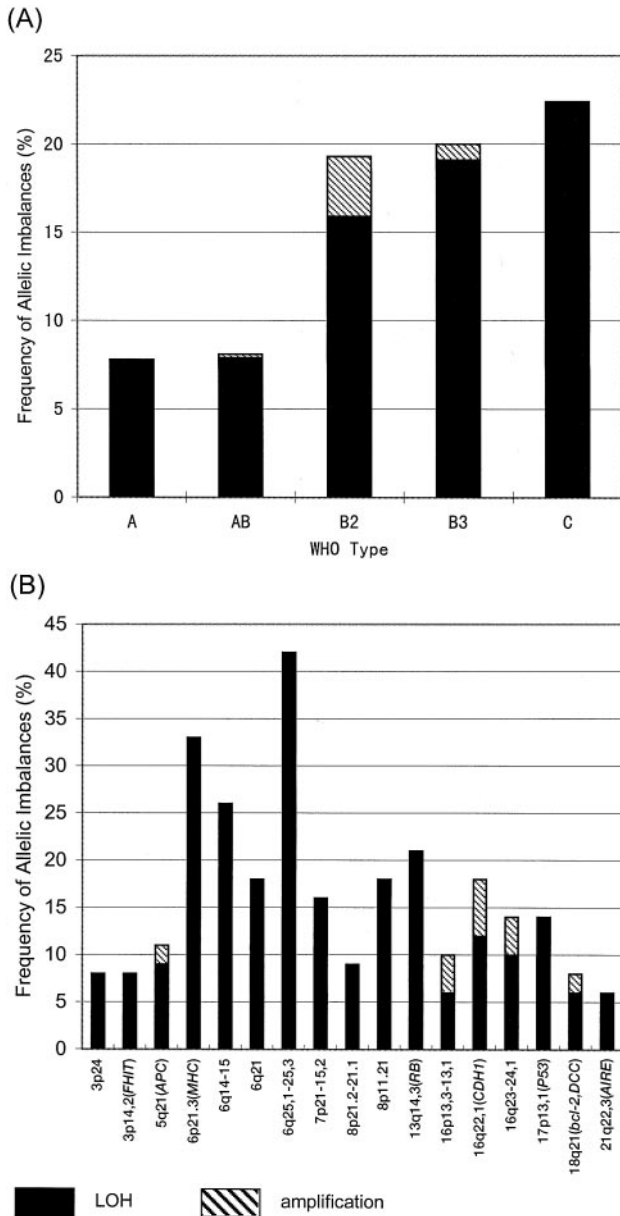 (A)
Frequency of Allelic Imbalances (%)
25
20
15
10
5
0
A AB B2 B3 C
WHO Type
(B)
Frequency of Allelic Imbalances (%)
45
40
35
30
25
20
15
10
5
0
3p24
3p14,2(FHIT)
5q21(APC)
6p21.3(MHC)
6q14-15
6q21
6q25,1-25,3
7p21-15,2
8p21.2-21.1
8p11.21
13q14,3(RB)
16p13,3-13,1
16q22,1(CDH1)
16q23-24,1
17p13,1(P53)
18q21(bcl-2,DCC)
21q22,3(AIRE)
LOH amplification